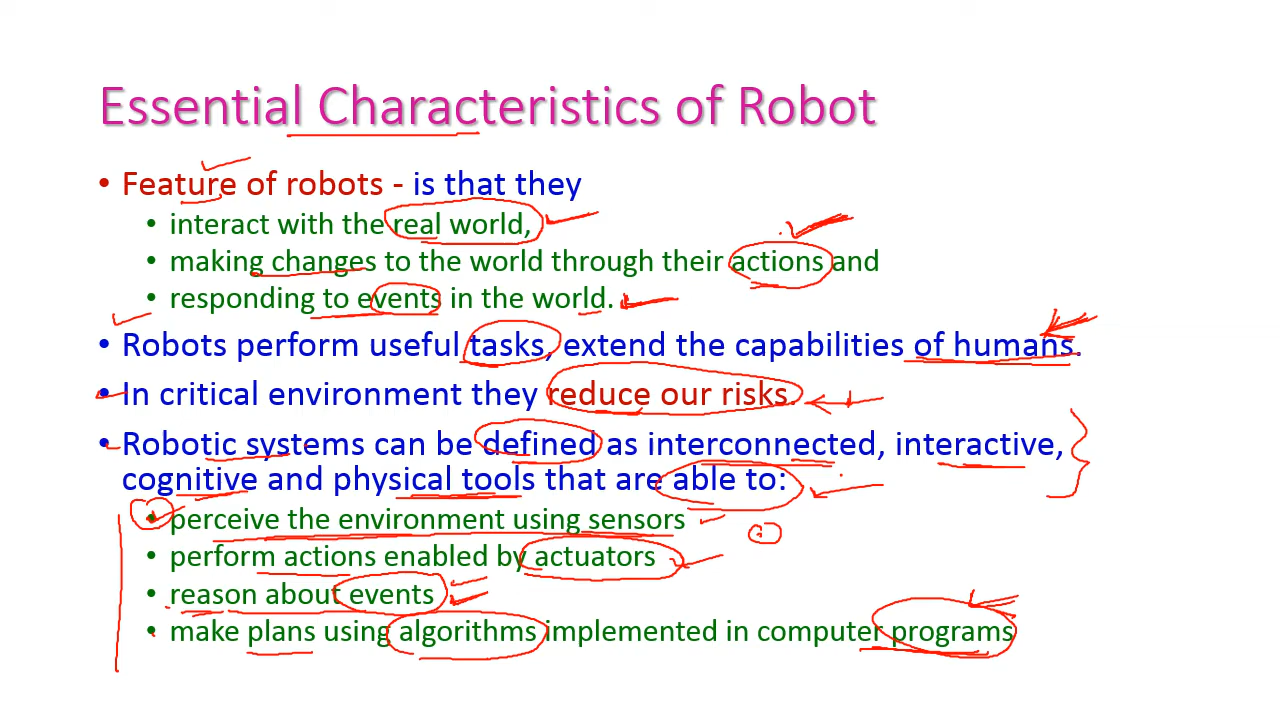 Essential Characteristics of Robot
• Feature of robots - is that they
• interact with the real world,
• making changes to the world through their actions and
• responding to events in the world.
• Robots perform useful tasks, extend the capabilities of humans.
• In critical environment they reduce our risks.
• Robotic systems can be defined as interconnected, interactive,
cognitive and physical tools that are able to:
• perceive the environment using sensors
• perform actions enabled by actuators
• reason about events
• make plans using algorithms implemented in computer programs